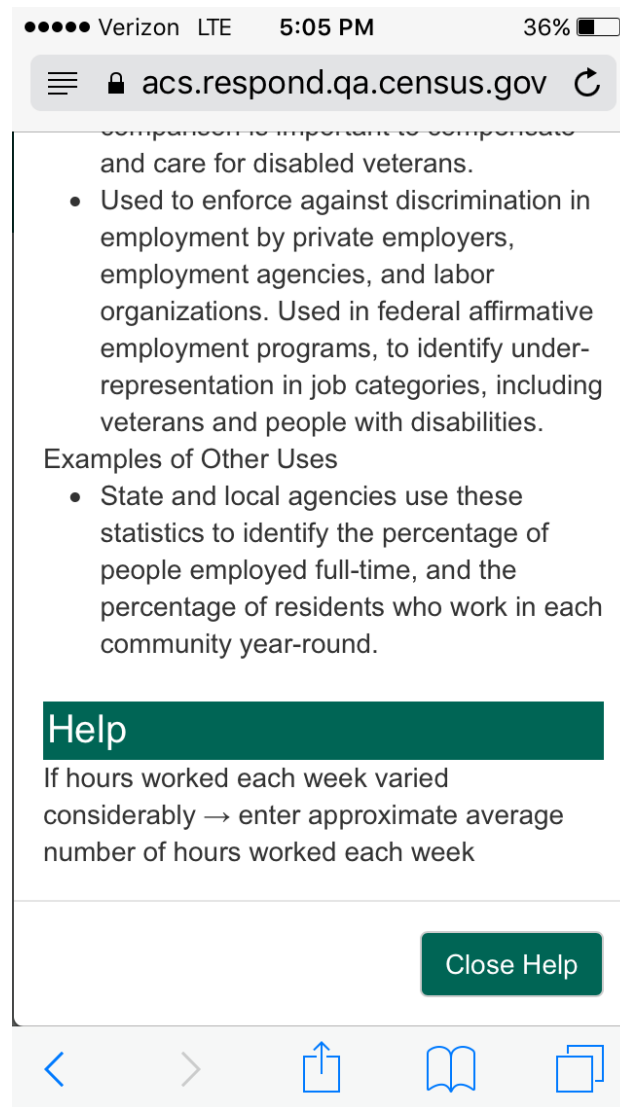 Verizon LTE 5:05 PM 36%
acs.respond.qa.census.gov
comparison is important to compensate
and care for disabled veterans.
• Used to enforce against discrimination in
employment by private employers,
employment agencies, and labor
organizations. Used in federal affirmative
employment programs, to identify under-
representation in job categories, including
veterans and people with disabilities.
Examples of Other Uses
• State and local agencies use these
statistics to identify the percentage of
people employed full-time, and the
percentage of residents who work in each
community year-round.
Help
If hours worked each week varied
considerably → enter approximate average
number of hours worked each week
Close Help